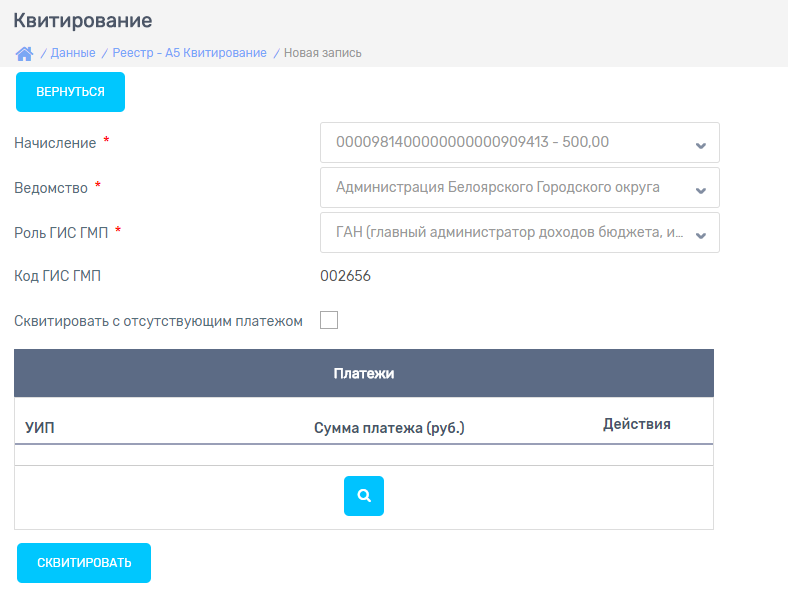 Квитирование
/ Данные / Реестр - А5 Квитирование / Новая запись
ВЕРНУТЬСЯ
Начисление * 0000981400000000000909413 - 500,00
Ведомство * Администрация Белоярского Городского округа
Роль ГИС ГМП * ГАН (главный администратор доходов бюджета, и...
Код ГИС ГМП 002656
Сквитировать с отсутствующим платежом
Платежи
УИП Сумма платежа (руб.) Действия
СКВИТИРОВАТЬ